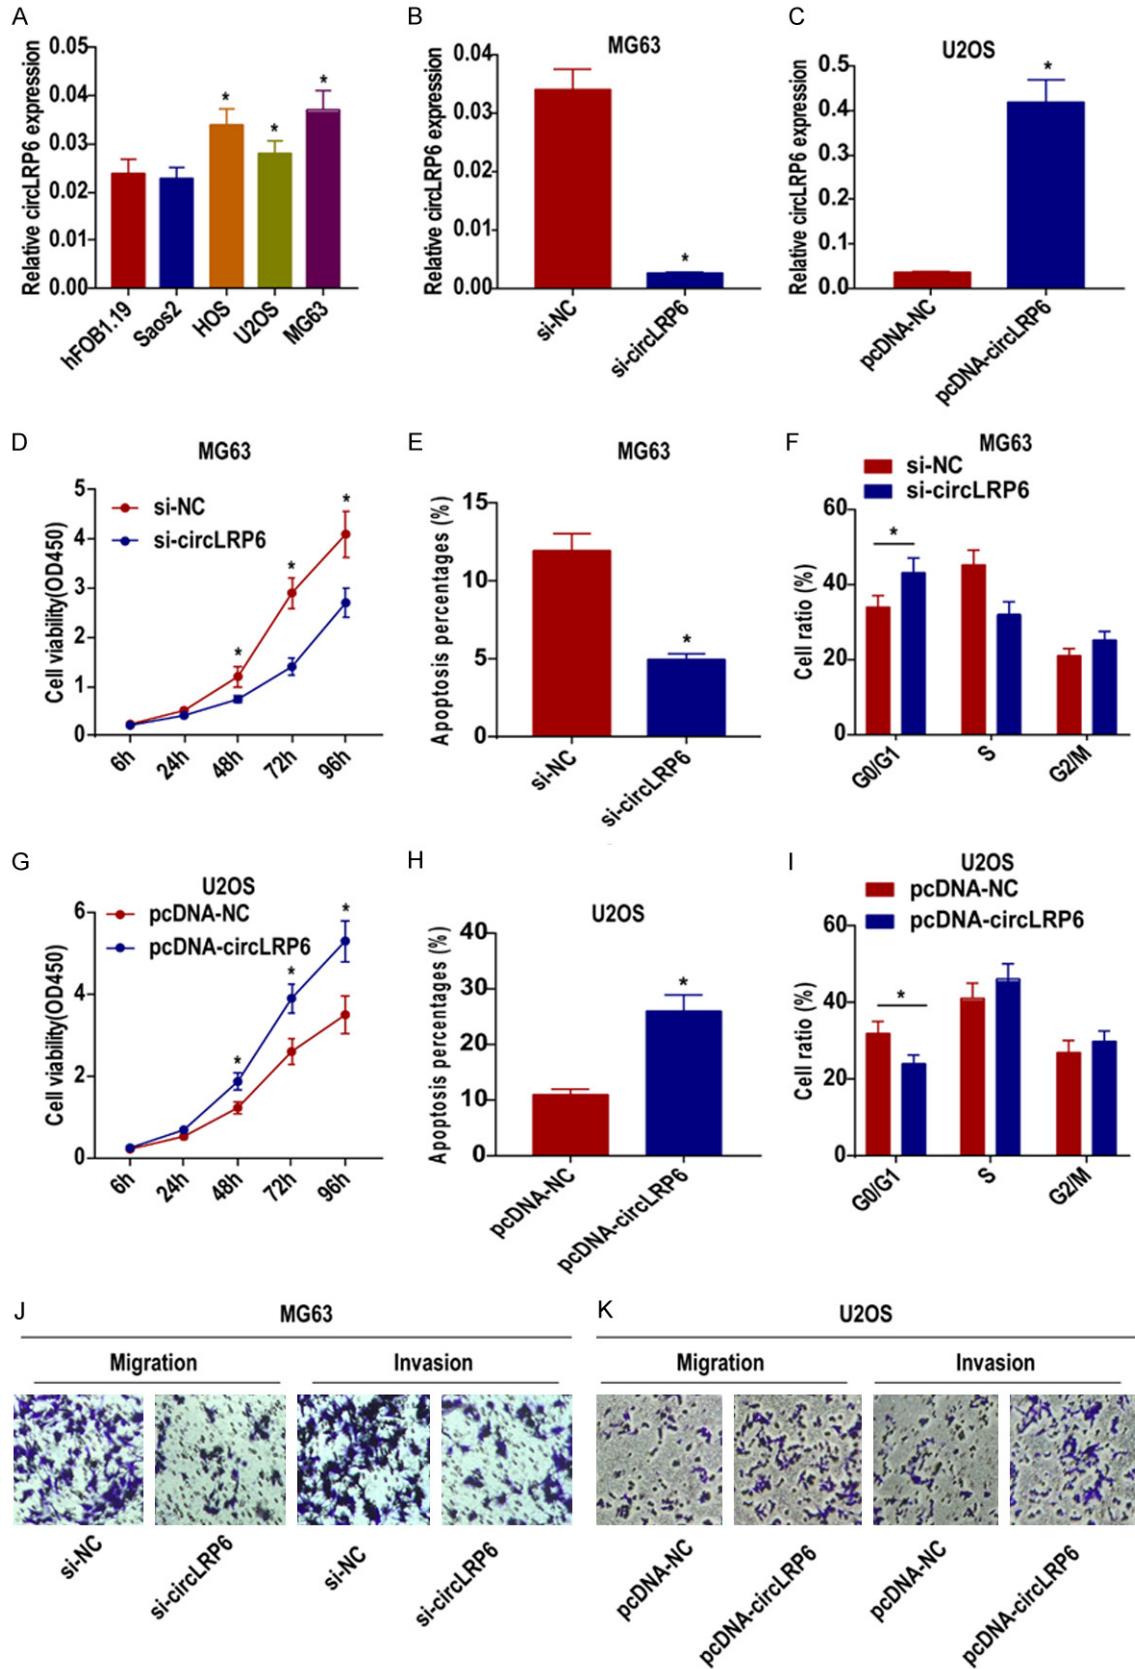 A
Relative circLRP6 expression
0.05
0.04
0.03
0.02
0.01
0.00
*
*
*
hFOB1.19
Saos2
HOS
U2OS
MG63
B
MG63
Relative circLRP6 expression
0.04
0.03
0.02
0.01
0.00
*
si-NC
si-circLRP6
C
U2OS
Relative circLRP6 expression
0.5
0.4
0.3
0.2
0.1
0.0
*
pcDNA-NC
pcDNA-circLRP6
D
MG63
Cell viability(OD450)
5
4
3
2
1
0
si-NC
si-circLRP6
*
*
*
6h
24h
48h
72h
96h
E
MG63
Apoptosis percentages (%)
15
10
5
0
*
si-NC
si-circLRP6
F
MG63
si-NC
si-circLRP6
Cell ratio (%)
60
40
20
0
*
G0/G1
S
G2/M
G
U2OS
pcDNA-NC
pcDNA-circLRP6
Cell viability(OD450)
6
4
2
0
*
*
*
6h
24h
48h
72h
96h
H
U2OS
Apoptosis percentages (%)
40
30
20
10
0
*
pcDNA-NC
pcDNA-circLRP6
I
U2OS
pcDNA-NC
pcDNA-circLRP6
Cell ratio (%)
60
40
20
0
*
G0/G1
S
G2/M
J
MG63
Migration
Invasion
si-NC
si-circLRP6
si-NC
si-circLRP6
K
U2OS
Migration
Invasion
pcDNA-NC
pcDNA-circLRP6
pcDNA-NC
pcDNA-circLRP6